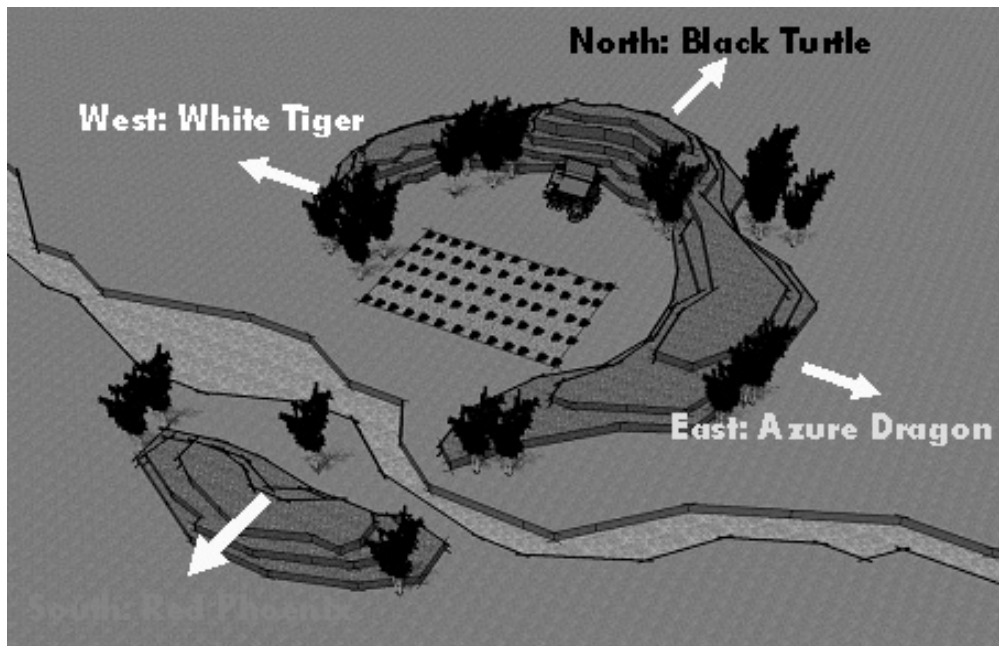 North: Black Turtle
West: White Tiger
East: Azure Dragon
South: Red Phoenix